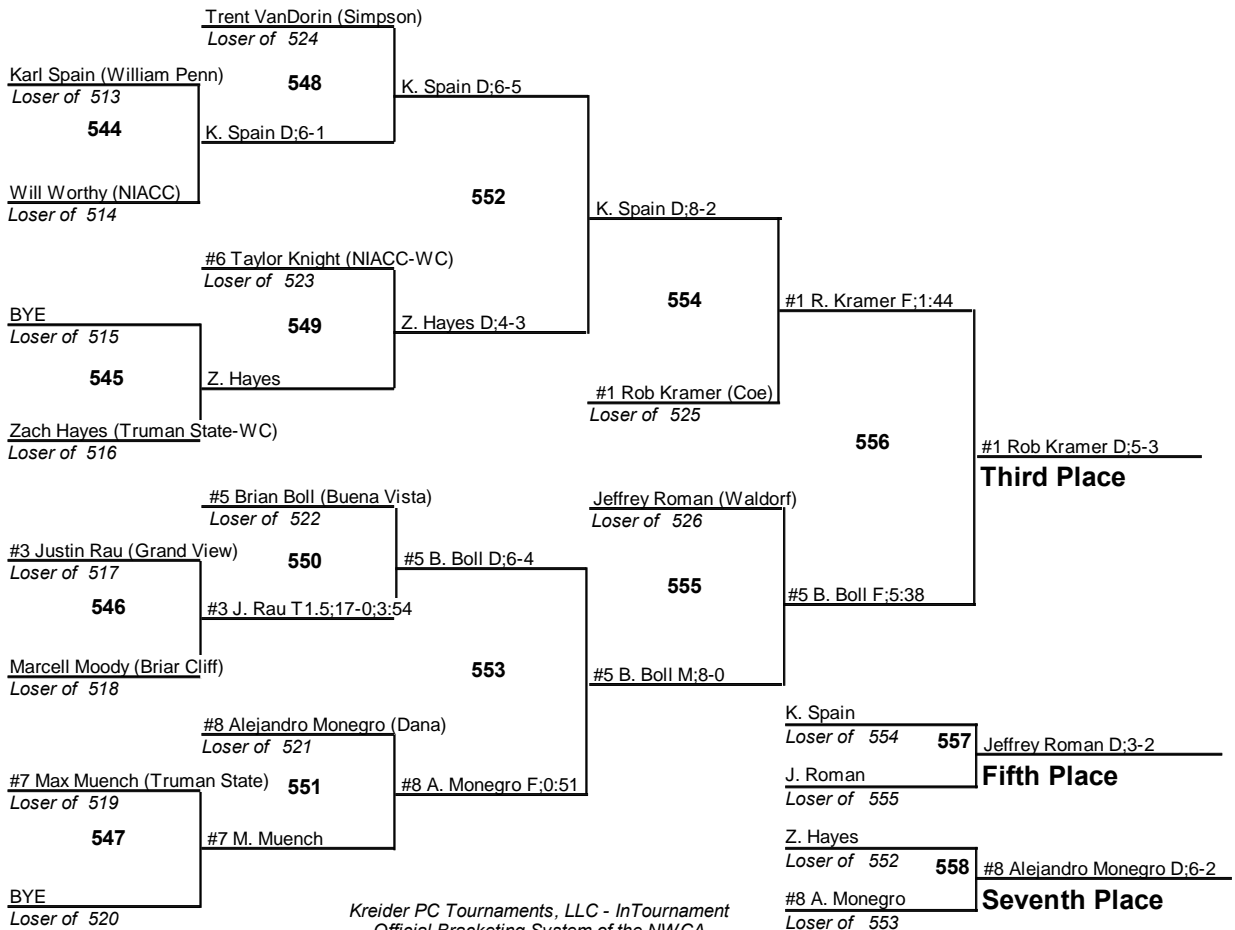 Trent VanDorin (Simpson)
Loser of 524
Karl Spain (William Penn)
Loser of 513
548
K. Spain D;6-5
544
K. Spain D;6-1
Will Worthy (NIACC)
Loser of 514
552
K. Spain D;8-2
#6 Taylor Knight (NIACC-WC)
Loser of 523
BYE
Loser of 515
549
Z. Hayes D;4-3
554
#1 R. Kramer F;1:44
545
Z. Hayes
#1 Rob Kramer (Coe)
Loser of 525
Zach Hayes (Truman State-WC)
Loser of 516
556
#1 Rob Kramer D;5-3
Third Place
#5 Brian Boll (Buena Vista)
Loser of 522
Jeffrey Roman (Waldorf)
Loser of 526
#3 Justin Rau (Grand View)
Loser of 517
550
#5 B. Boll D;6-4
555
#5 B. Boll F;5:38
546
#3 J. Rau T1.5;17-0;3:54
Marcell Moody (Briar Cliff)
Loser of 518
553
#5 B. Boll M;8-0
#8 Alejandro Monegro (Dana)
Loser of 521
K. Spain
Loser of 554
557
Jeffrey Roman D;3-2
Fifth Place
J. Roman
Loser of 555
#7 Max Muench (Truman State)
Loser of 519
551
#8 A. Monegro F;0:51
547
#7 M. Muench
Z. Hayes
Loser of 552
558
#8 Alejandro Monegro D;6-2
Seventh Place
#8 A. Monegro
Loser of 553
BYE
Loser of 520
Kreider PC Tournaments, LLC - InTournament
Official Bracketing System of the NWCA